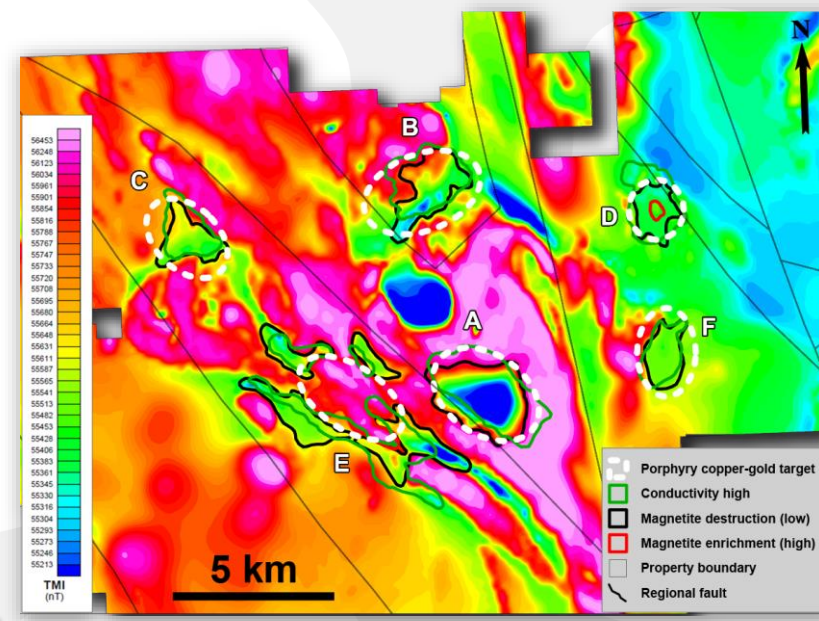 N
B
C
D
A
F
E
56453
56248
56123
56034
55961
55901
55854
55816
55788
55767
55747
55733
55720
55708
55695
55680
55664
55648
55631
55611
55587
55565
55541
55513
55482
55453
55428
55406
55383
55345
55330
55316
55304
55293
55273
55246
55213
TMI
(nT)
5 km
Porphyry copper-gold target
Conductivity high
Magnetite destruction (low)
Magnetite enrichment (high)
Property boundary
Regional fault